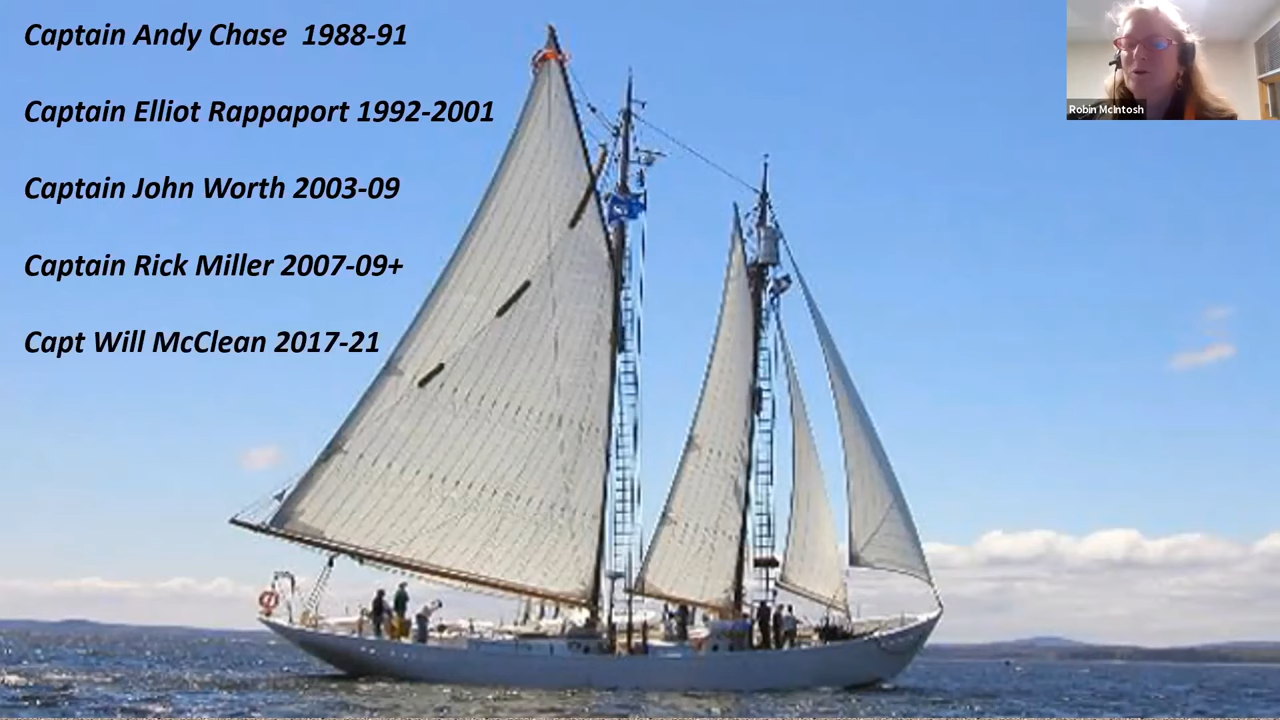 Captain Andy Chase 1988-91
Captain Elliot Rappaport 1992-2001
Captain John Worth 2003-09
Captain Rick Miller 2007-09+
Capt Will McClean 2017-21
Robin McIntosh